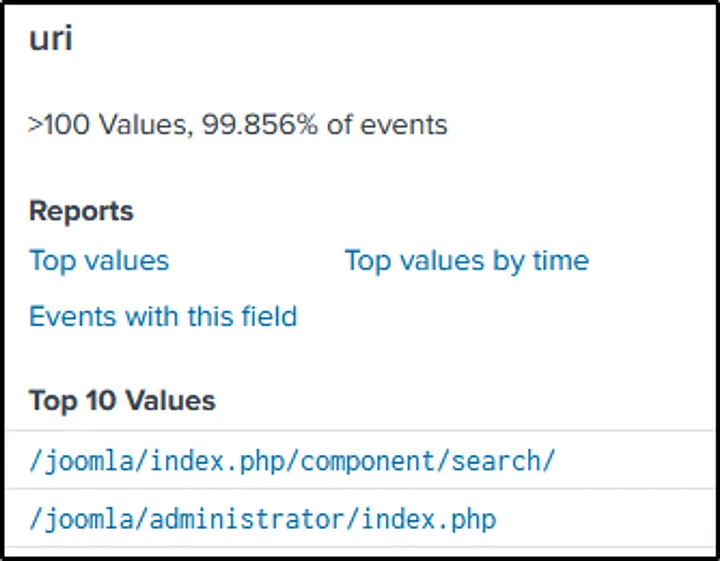 uri
>100 Values, 99.856% of events
Reports
Top values Top values by time
Events with this field
Top 10 Values
/joomla/index.php/component/search/
/joomla/administrator/index.php